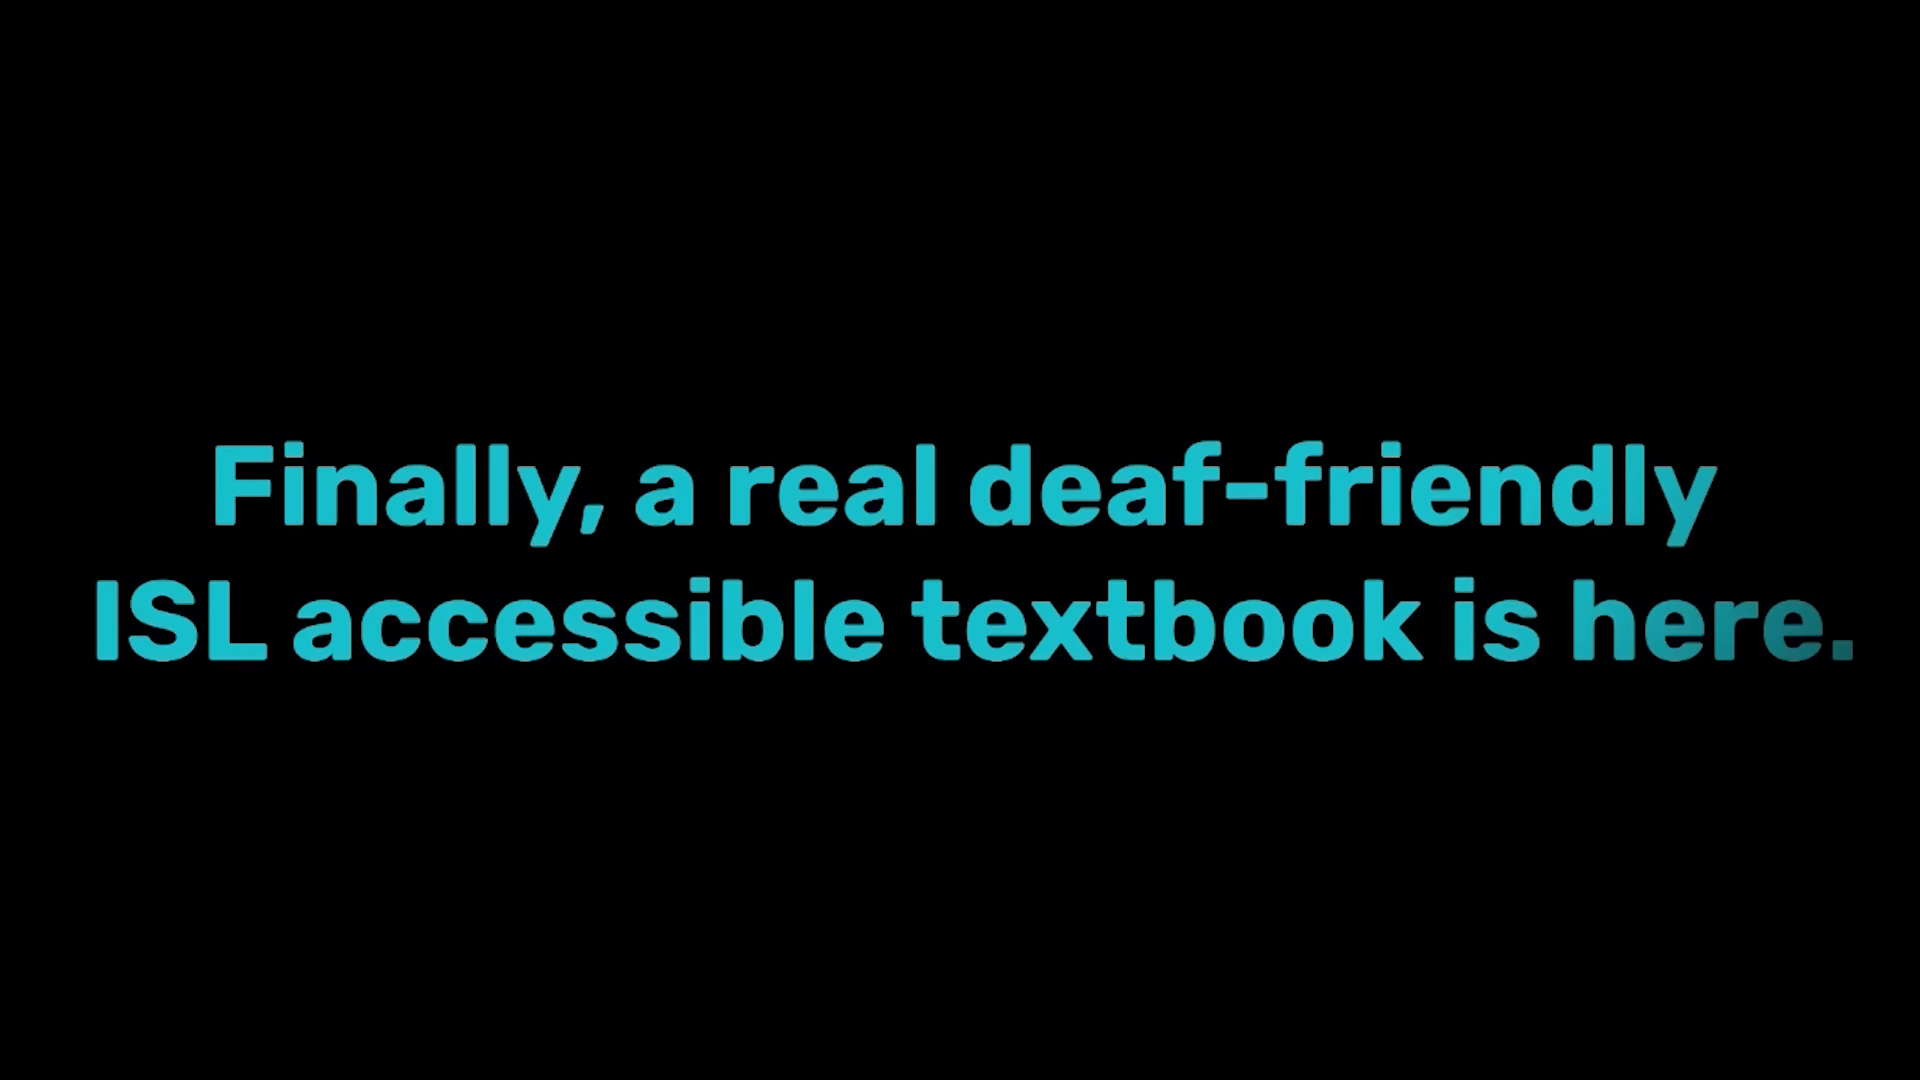 Finally, a real deaf-friendly
ISL accessible textbook is here.